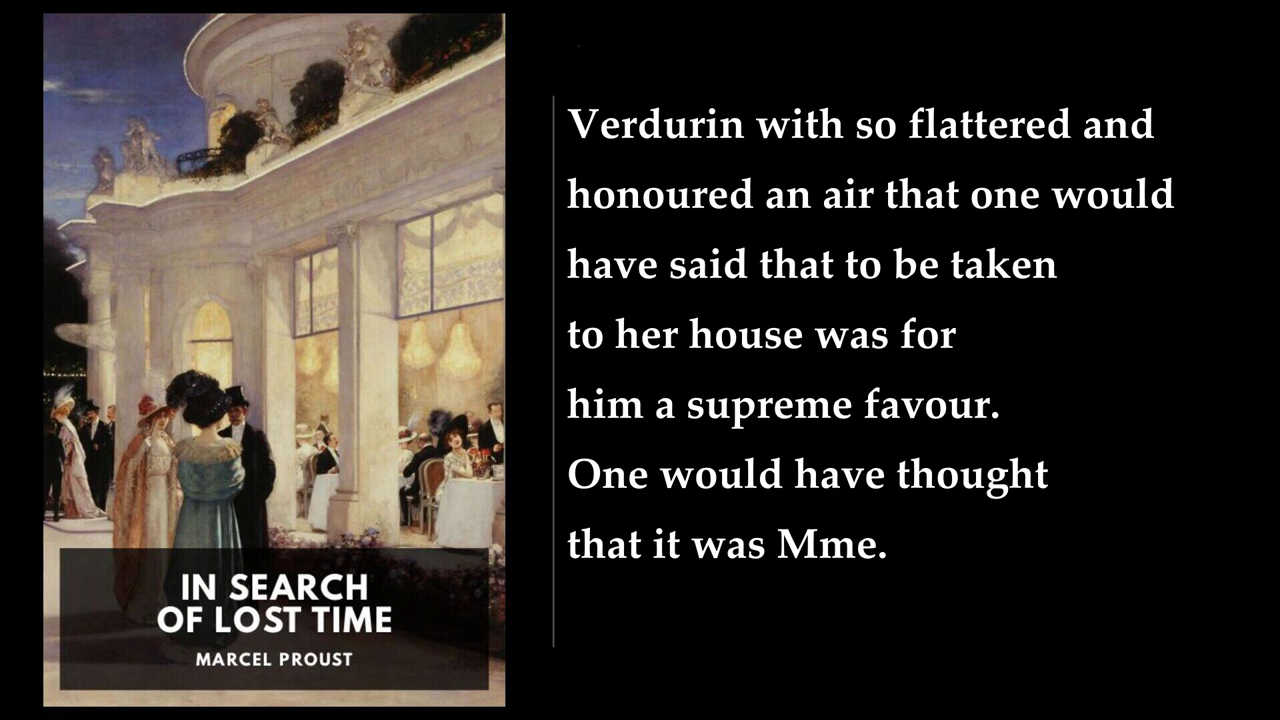 IN SEARCH
OF LOST TIME
MARCEL PROUST
Verdurin with so flattered and
honoured an air that one would
have said that to be taken
to her house was for
him a supreme favour.
One would have thought
that it was Mme.